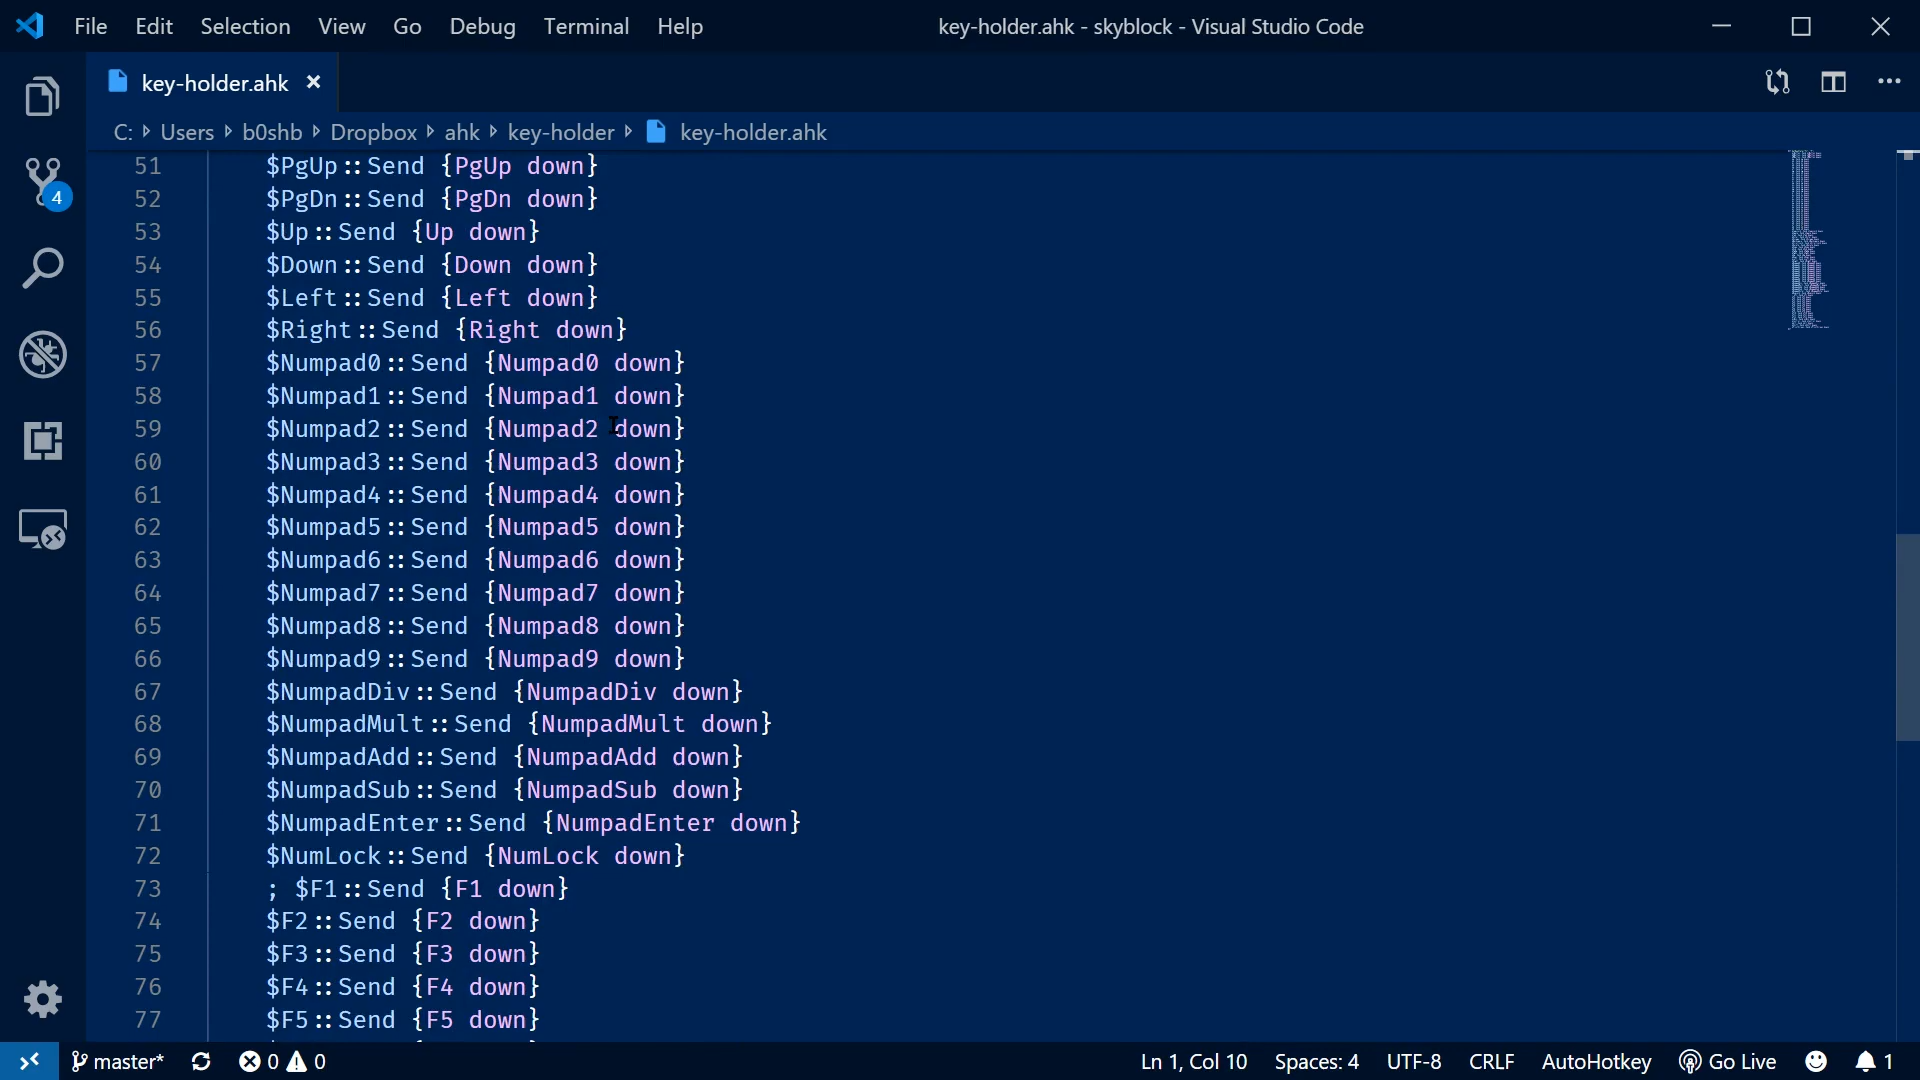 File Edit Selection View Go Debug Terminal Help key-holder.ahk - skyblock - Visual Studio Code
key-holder.ahk
C: Users b0shb Dropbox ahk key-holder key-holder.ahk
51 $PgUp::Send {PgUp down}
52 $PgDn::Send {PgDn down}
53 $Up::Send {Up down}
54 $Down::Send {Down down}
55 $Left::Send {Left down}
56 $Right::Send {Right down}
57 $Numpad0::Send {Numpad0 down}
58 $Numpad1::Send {Numpad1 down}
59 $Numpad2::Send {Numpad2 down}
60 $Numpad3::Send {Numpad3 down}
61 $Numpad4::Send {Numpad4 down}
62 $Numpad5::Send {Numpad5 down}
63 $Numpad6::Send {Numpad6 down}
64 $Numpad7::Send {Numpad7 down}
65 $Numpad8::Send {Numpad8 down}
66 $Numpad9::Send {Numpad9 down}
67 $NumpadDiv::Send {NumpadDiv down}
68 $NumpadMult::Send {NumpadMult down}
69 $NumpadAdd::Send {NumpadAdd down}
70 $NumpadSub::Send {NumpadSub down}
71 $NumpadEnter::Send {NumpadEnter down}
72 $NumLock::Send {NumLock down}
73 ; $F1::Send {F1 down}
74 $F2::Send {F2 down}
75 $F3::Send {F3 down}
76 $F4::Send {F4 down}
77 $F5::Send {F5 down}
4
master* 0 0 Ln 1, Col 10 Spaces: 4 UTF-8 CRLF AutoHotkey Go Live 1